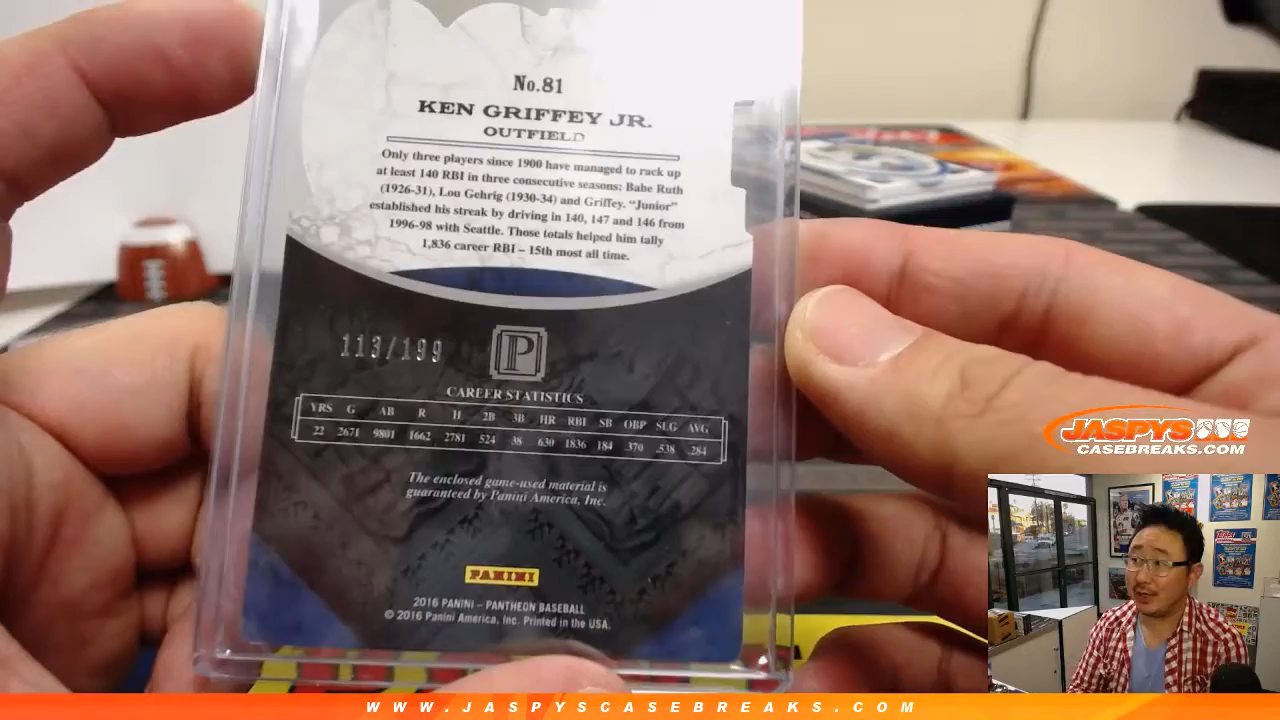 No.81
KEN GRIFFEY JR.
OUTFIELD
Only three players since 1900 have managed to rack up
at least 140 RBI in three consecutive seasons: Babe Ruth
(1926-31), Lou Gehrig (1930-34) and Griffey. “Junior”
established his streak by driving in 140, 147 and 146 from
1996-98 with Seattle. Those totals helped him tally
1,836 career RBI – 15th most all time.
113/199
P
CAREER STATISTICS
YRS G AB R H 2B 3B HR RBI SB OBP SLG AVG
22 2671 9801 1662 2781 524 38 630 1836 184 .370 .538 .284
The enclosed game-used material is
guaranteed by Panini America, Inc.
PANINI
2016 PANINI – PANTHEON BASEBALL
© 2016 Panini America, Inc. Printed in the USA.
JASPYS
CASEBREAKS.COM
WWW.JASPYSCASEBREAKS.COM